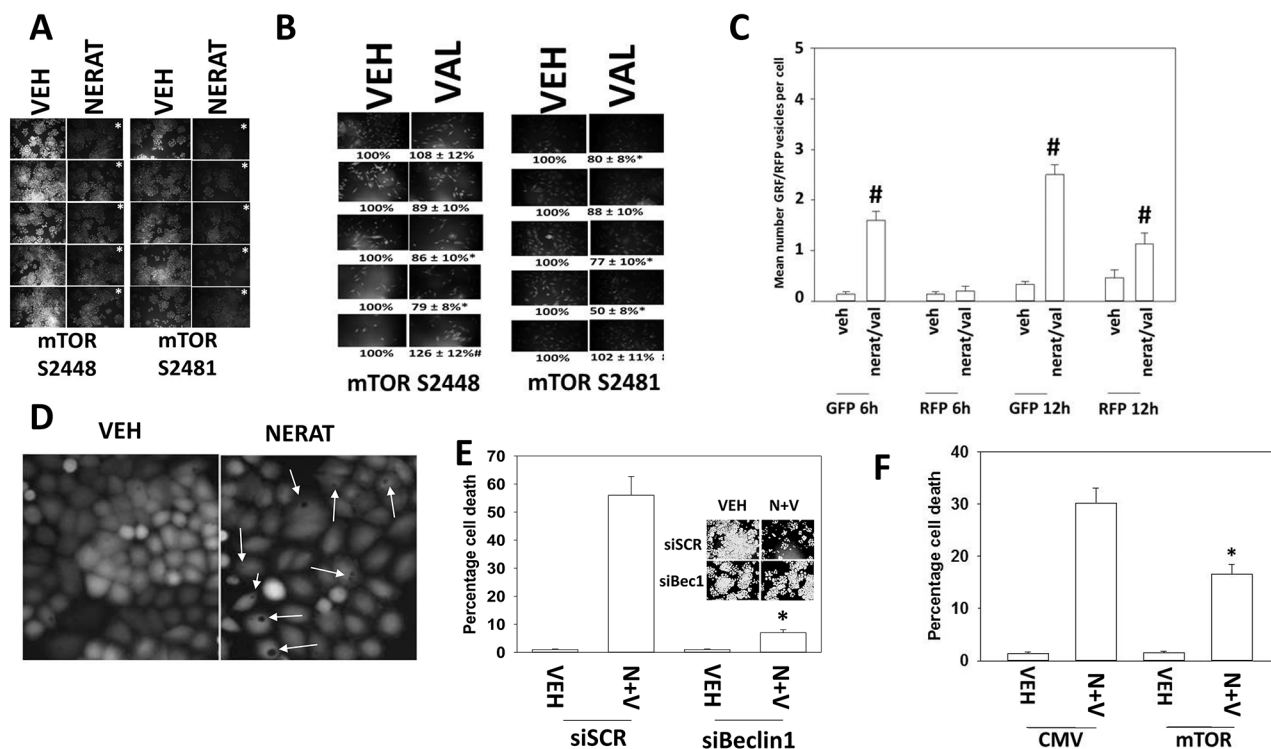 A
VEH
NERAT
VEH
NERAT
*
*
*
*
*
*
*
*
*
*
mTOR
S2448
mTOR
S2481
B
VEH
VAL
VEH
VAL
100% 108 ± 12%
100% 89 ± 10%
100% 86 ± 10%*
100% 79 ± 8%*
100% 126 ± 12%#
100% 80 ± 8%*
100% 88 ± 10%
100% 77 ± 10%*
100% 50 ± 8%*
100% 102 ± 11%
mTOR S2448
mTOR S2481
C
Mean number GRF/RFP vesicles per cell
5
4
3
2
1
0
#
#
#
veh
nerat/val
veh
nerat/val
veh
nerat/val
veh
nerat/val
GFP 6h
RFP 6h
GFP 12h
RFP 12h
D
VEH
NERAT
E
Percentage cell death
70
60
50
40
30
20
10
0
VEH N+V
siSCR
siBec1
*
VEH
N+V
VEH
N+V
siSCR
siBeclin1
F
Percentage cell death
40
30
20
10
0
*
VEH
N+V
VEH
N+V
CMV
mTOR